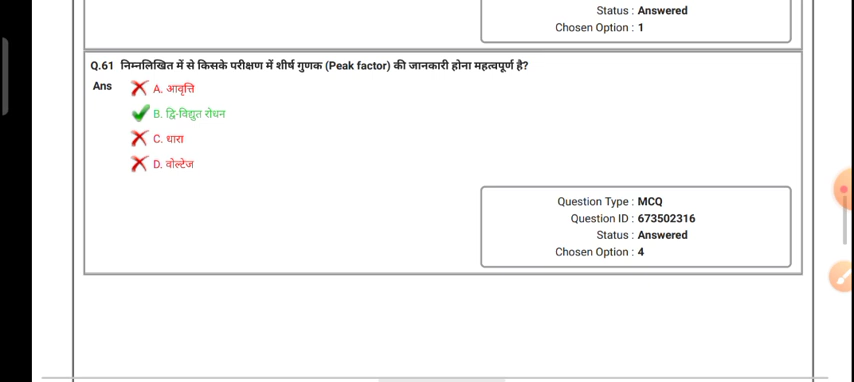 Status : Answered
Chosen Option : 1
Q.61 निम्नलिखित में से किसके परीक्षण में शीर्ष गुणक (Peak factor) की जानकारी होना महत्वपूर्ण है?
Ans A. आवृत्ति
B. द्वि-विद्युत रोधन
C. धारा
D. वोल्टेज
Question Type : MCQ
Question ID : 673502316
Status : Answered
Chosen Option : 4